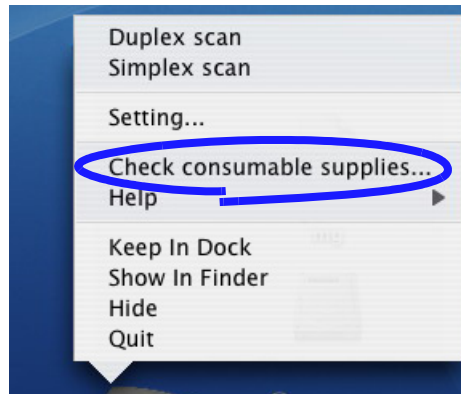 Duplex scan
Simplex scan
Setting...
Check consumable supplies...
Help
Keep In Dock
Show In Finder
Hide
Quit